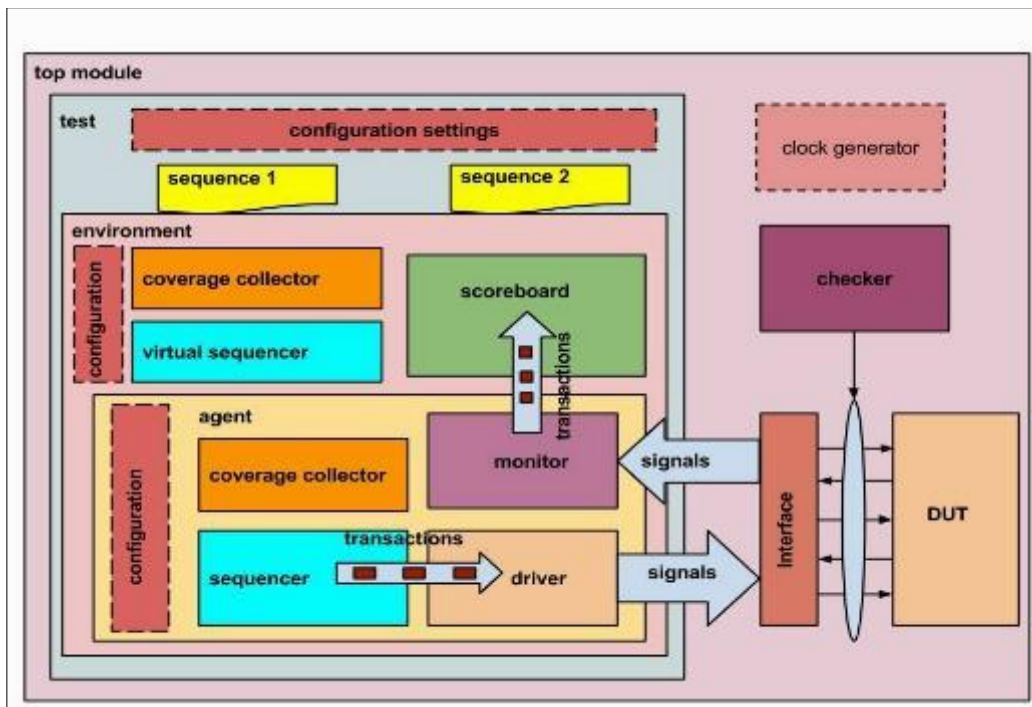 top module
test
configuration settings
clock generator
sequence 1
sequence 2
environment
configuration
coverage collector
scoreboard
checker
virtual sequencer
transactions
agent
configuration
coverage collector
monitor
signals
Interface
DUT
transactions
sequencer
driver
signals